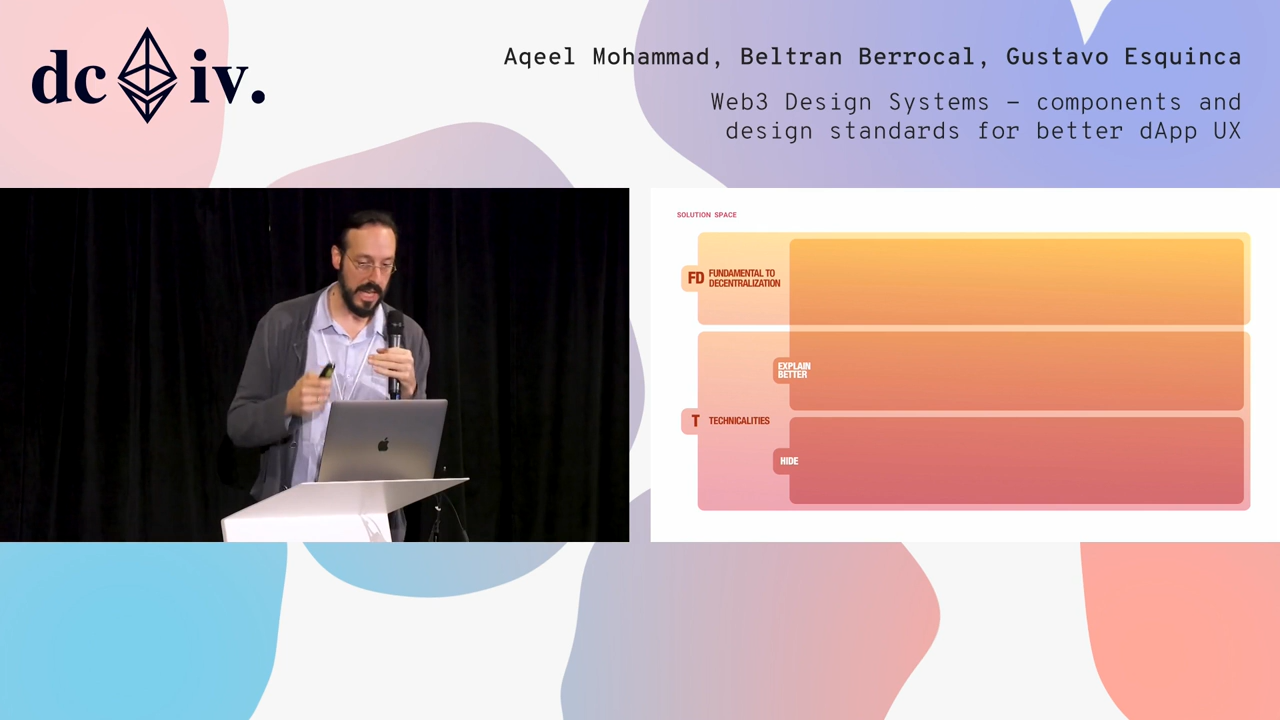 dc iv.
Aqeel Mohammad, Beltran Berrocal, Gustavo Esquinca
Web3 Design Systems – components and
design standards for better dApp UX
SOLUTION SPACE
FD FUNDAMENTAL TO
DECENTRALIZATION
EXPLAIN
BETTER
T TECHNICALITIES
HIDE